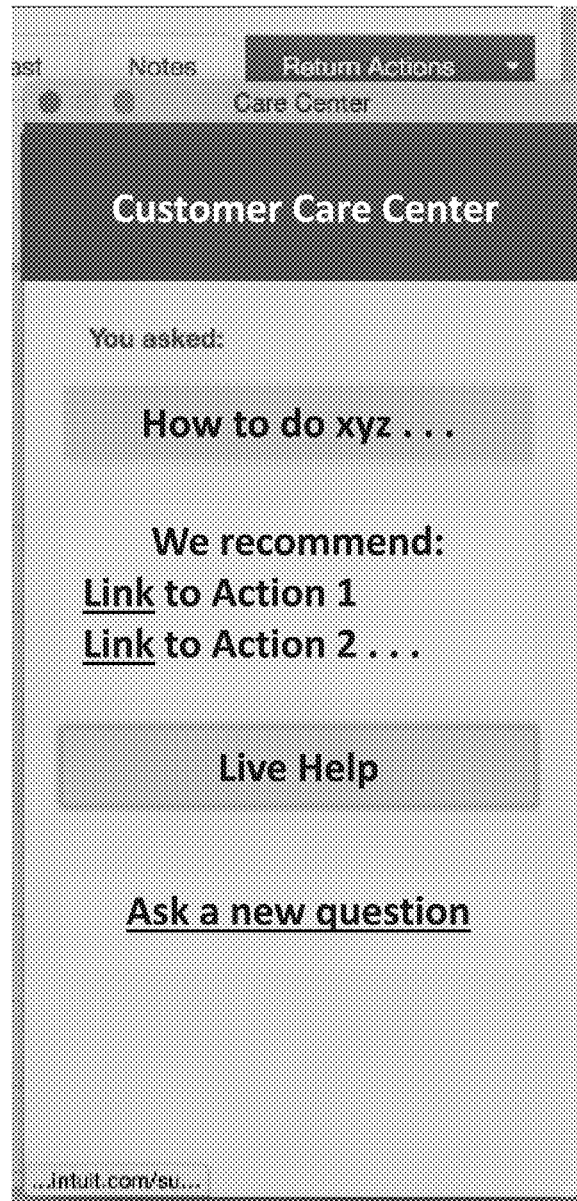 Notes Return Actions
Care Center
Customer Care Center
You asked:
How to do xyz . . .
We recommend:
Link to Action 1
Link to Action 2 . . .
Live Help
Ask a new question
...intuit.com/su...